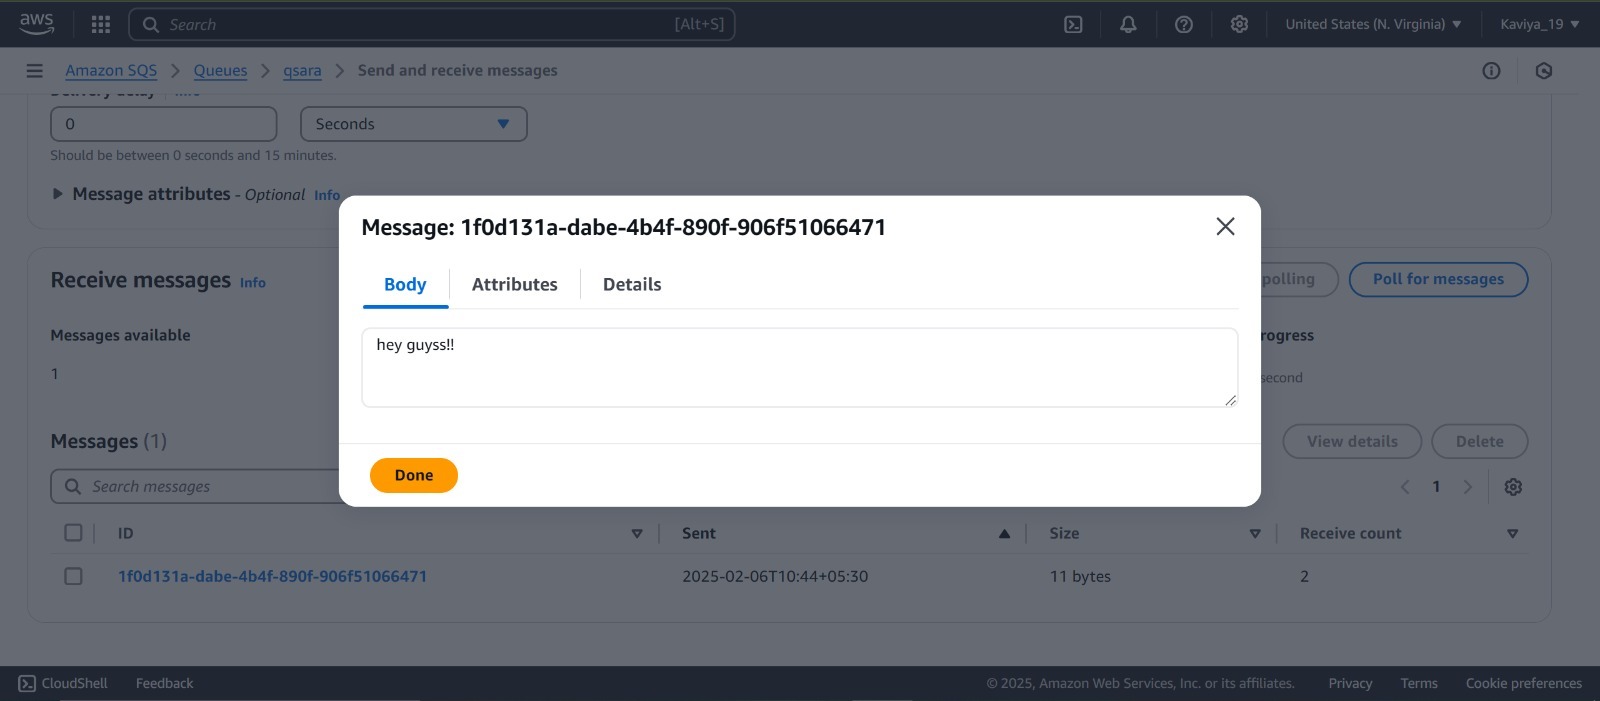 aws
Search [Alt+S]
United States (N. Virginia)
Kaviya_19
Amazon SQS > Queues > qsara > Send and receive messages
Delivery delay Info
0
Seconds
Should be between 0 seconds and 15 minutes.
Message attributes - Optional Info
Message: 1f0d131a-dabe-4b4f-890f-906f51066471
Body
Attributes
Details
hey guyss!!
Done
Receive messages Info
polling
Poll for messages
Messages available
1
rogress
second
Messages (1)
View details
Delete
Search messages
1
ID Sent Size Receive count
1f0d131a-dabe-4b4f-890f-906f51066471 2025-02-06T10:44+05:30 11 bytes 2
CloudShell Feedback © 2025, Amazon Web Services, Inc. or its affiliates. Privacy Terms Cookie preferences